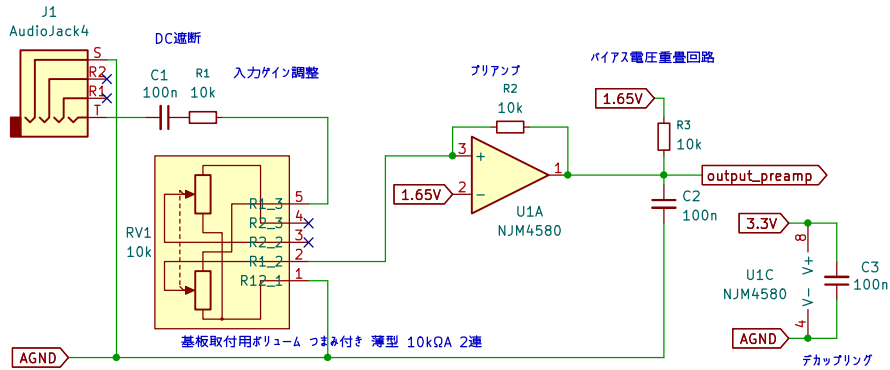 J1
AudioJack4
S
R2
R1
T
DC遮断
C1
100n
R1
10k
入力ゲイン調整
RV1
10k
R1_3
5
R2_3
4
R2_2
3
R1_2
2
R12_1
1
基板取付用ボリューム つまみ付き 薄型 10kΩA 2連
AGND
プリアンプ
R2
10k
3
+
1.65V
2
-
1
U1A
NJM4580
バイアス電圧重畳回路
1.65V
R3
10k
output_preamp
C2
100n
3.3V
8
V+
U1C
NJM4580
V-
4
C3
100n
AGND
デカップリング